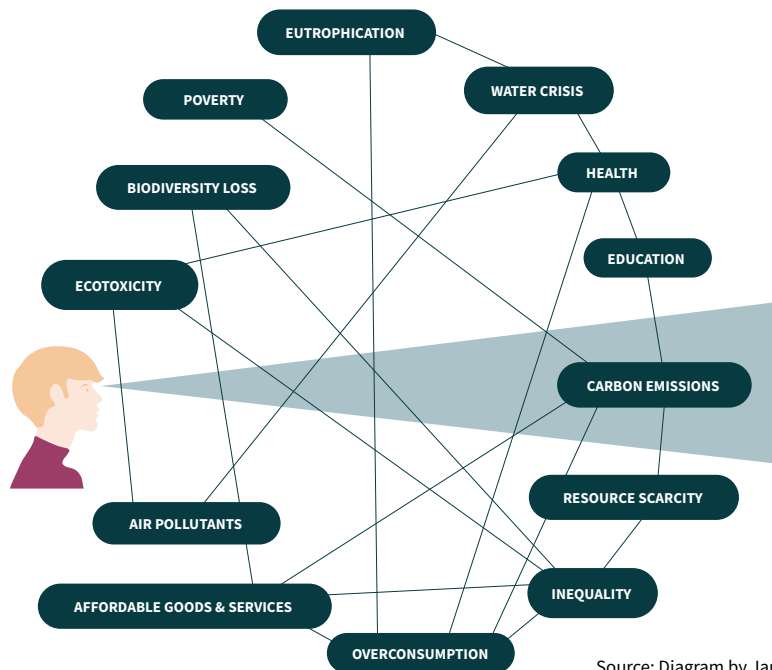 EUTROPHICATION
POVERTY
WATER CRISIS
BIODIVERSITY LOSS
HEALTH
ECOTOXICITY
EDUCATION
CARBON EMISSIONS
AIR POLLUTANTS
RESOURCE SCARCITY
AFFORDABLE GOODS & SERVICES
INEQUALITY
OVERCONSUMPTION
Source: Diagram by